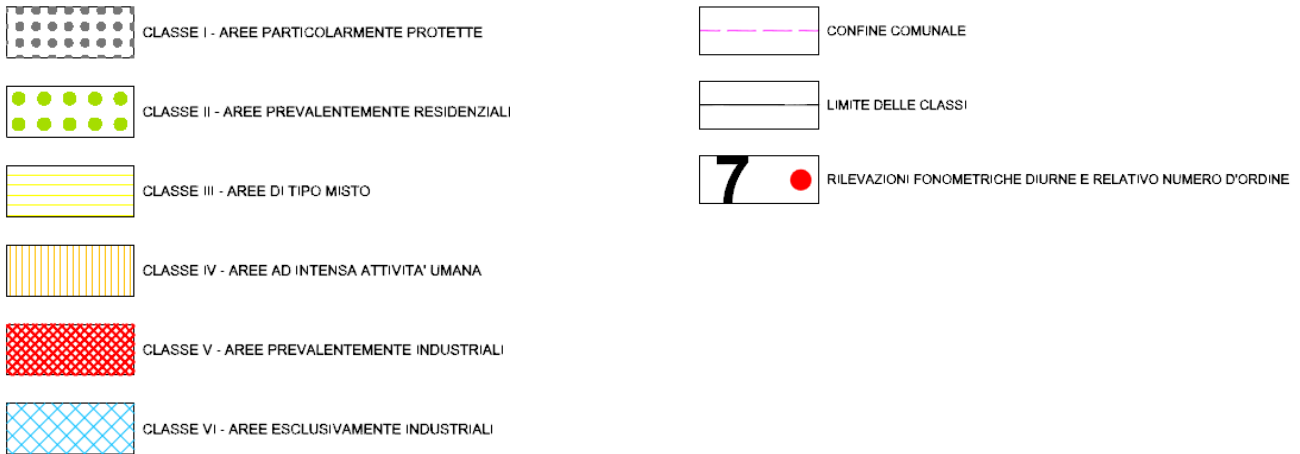 CLASSE I - AREE PARTICOLARMENTE PROTETTE
CLASSE II - AREE PREVALENTEMENTE RESIDENZIALI
CLASSE III - AREE DI TIPO MISTO
CLASSE IV - AREE AD INTENSA ATTIVITA' UMANA
CLASSE V - AREE PREVALENTEMENTE INDUSTRIALI
CLASSE VI - AREE ESCLUSIVAMENTE INDUSTRIALI
CONFINE COMUNALE
LIMITE DELLE CLASSI
7 RILEVAZIONI FONOMETRICHE DIURNE E RELATIVO NUMERO D'ORDINE